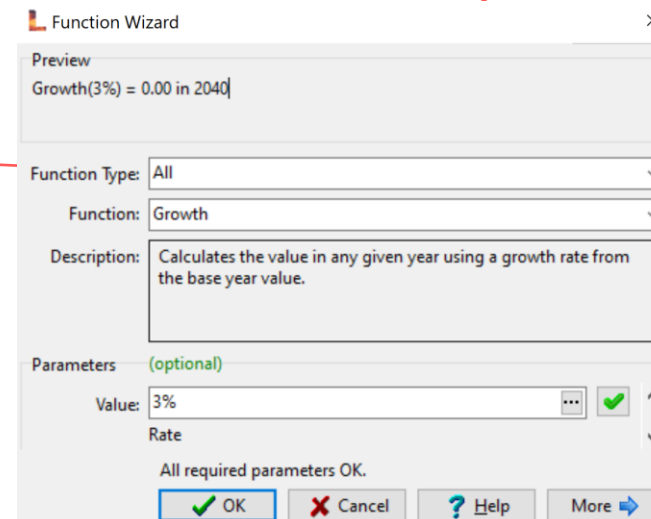 Function Wizard
Preview
Growth(3%) = 0.00 in 2040
Function Type: All
Function: Growth
Description: Calculates the value in any given year using a growth rate from
the base year value.
Parameters (optional)
Value: 3% ...
Rate
All required parameters OK.
OK Cancel ? Help More